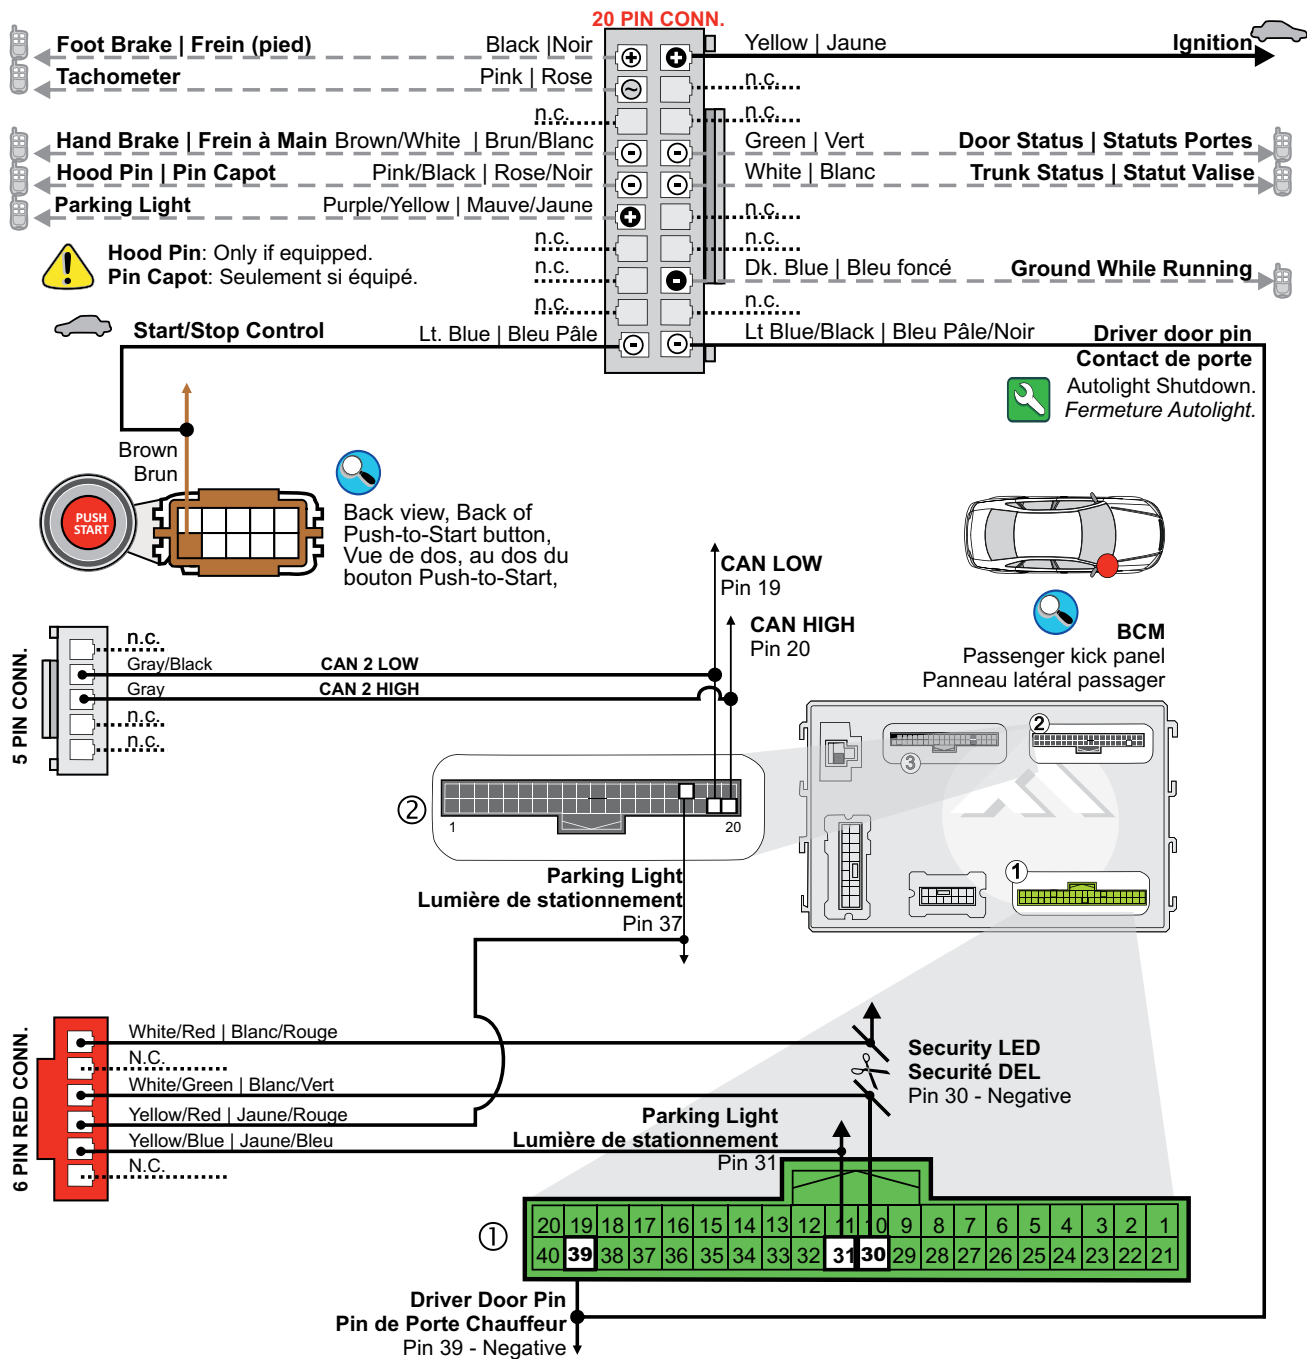 20 PIN CONN.
Foot Brake | Frein (pied) Black |Noir
Yellow | Jaune Ignition
Tachometer Pink | Rose
n.c.
n.c.
n.c.
Hand Brake | Frein à Main Brown/White | Brun/Blanc
Green | Vert Door Status | Statuts Portes
Hood Pin | Pin Capot Pink/Black | Rose/Noir
White | Blanc Trunk Status | Statut Valise
Parking Light Purple/Yellow | Mauve/Jaune
n.c.
n.c.
n.c.
Hood Pin: Only if equipped.
Pin Capot: Seulement si équipé.
n.c.
Dk. Blue | Bleu foncé Ground While Running
n.c.
n.c.
Start/Stop Control Lt. Blue | Bleu Pâle
Lt Blue/Black | Bleu Pâle/Noir Driver door pin
Contact de porte
Autolight Shutdown.
Fermeture Autolight.
Brown
Brun
PUSH
START
Back view, Back of
Push-to-Start button,
Vue de dos, au dos du
bouton Push-to-Start,
CAN LOW
Pin 19
CAN HIGH
Pin 20
BCM
Passenger kick panel
Panneau latéral passager
5 PIN CONN.
n.c.
Gray/Black CAN 2 LOW
Gray CAN 2 HIGH
n.c.
n.c.
2
3
1
2
1 20
Parking Light
Lumière de stationnement
Pin 37
6 PIN RED CONN.
White/Red | Blanc/Rouge
N.C.
White/Green | Blanc/Vert
Yellow/Red | Jaune/Rouge
Yellow/Blue | Jaune/Bleu
N.C.
Security LED
Securité DEL
Pin 30 - Negative
Parking Light
Lumière de stationnement
Pin 31
1
20 19 18 17 16 15 14 13 12 11 10 9 8 7 6 5 4 3 2 1
40 39 38 37 36 35 34 33 32 31 30 29 28 27 26 25 24 23 22 21
Driver Door Pin
Pin de Porte Chauffeur
Pin 39 - Negative